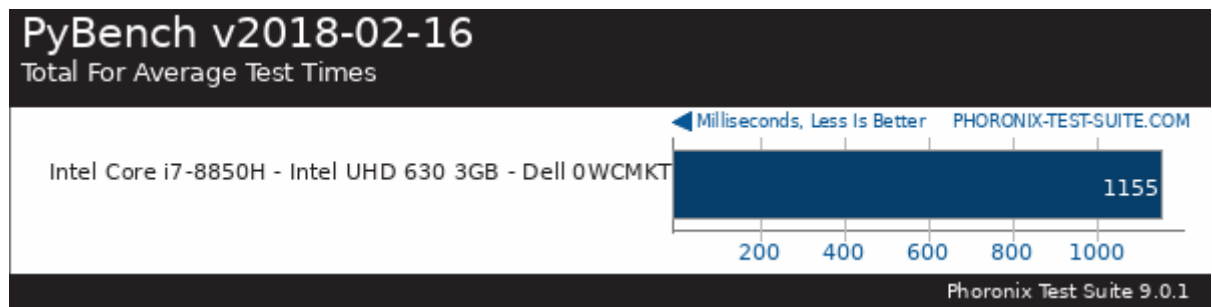 PyBench v2018-02-16
Total For Average Test Times
◀ Milliseconds, Less Is Better PHORONIX-TEST-SUITE.COM
Intel Core i7-8850H - Intel UHD 630 3GB - Dell 0WCMKT
1155
200 400 600 800 1000
Phoronix Test Suite 9.0.1